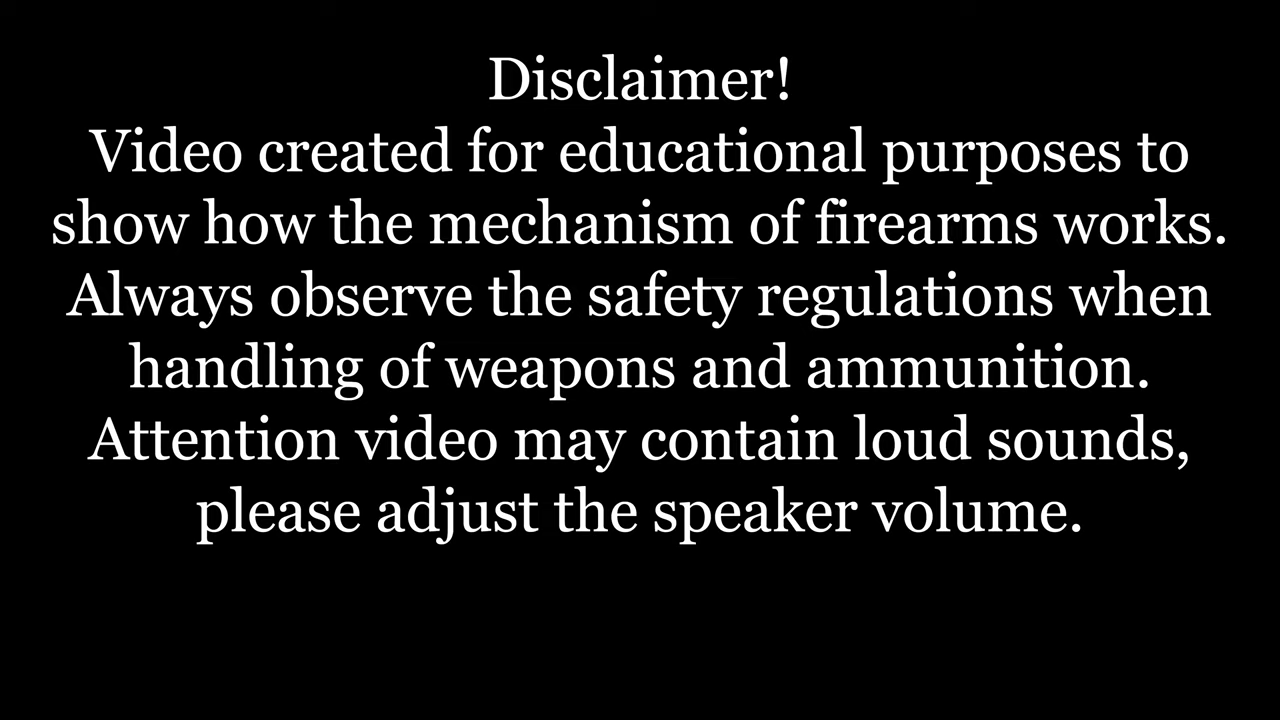 Disclaimer!
Video created for educational purposes to
show how the mechanism of firearms works.
Always observe the safety regulations when
handling of weapons and ammunition.
Attention video may contain loud sounds,
please adjust the speaker volume.